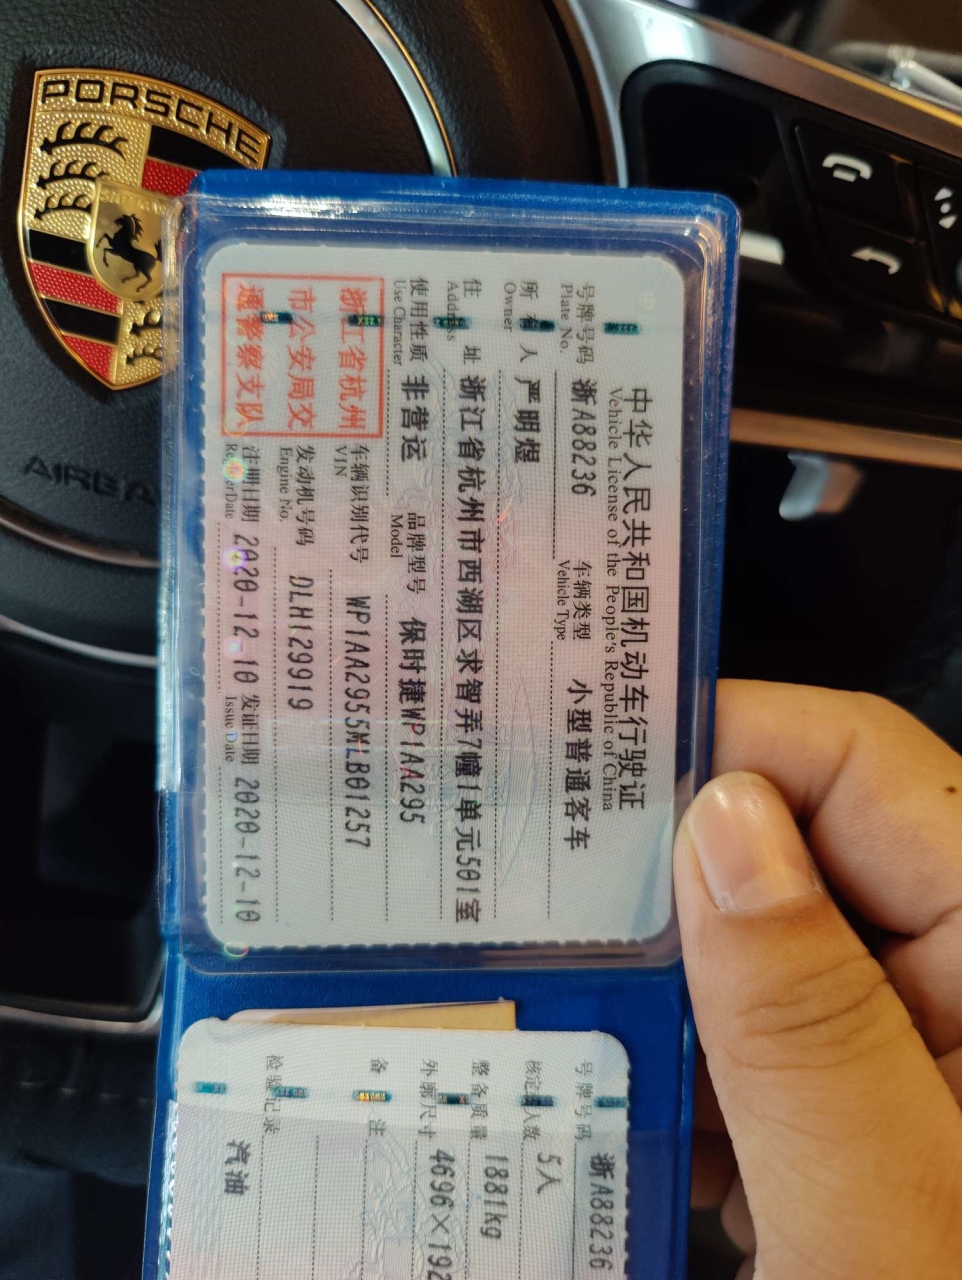 PORSCHE
AIRBA
中华人民共和国机动车行驶证
Vehicle License of the People's Republic of China
号牌号码 浙A88236 车辆类型 小型普通客车
Plate No. Vehicle Type
所有人 严明煜
Owner
住址 浙江省杭州市西湖区求智弄7幢1单元501室
Address
使用性质 非营运 品牌型号 保时捷WP1AA295
Use Character Model
浙江省杭州
市公安局交
通警察支队
车辆识别代号 WP1AA2955MLB01257
VIN
发动机号码 DLH129919
Engine No.
注册日期 2020-12-10 发证日期 2020-12-10
Register Date Issue Date
号牌号码 浙A88236
核定人数 5人
整备质量 1881kg
外廓尺寸 4696×192
备注
检验记录 汽油